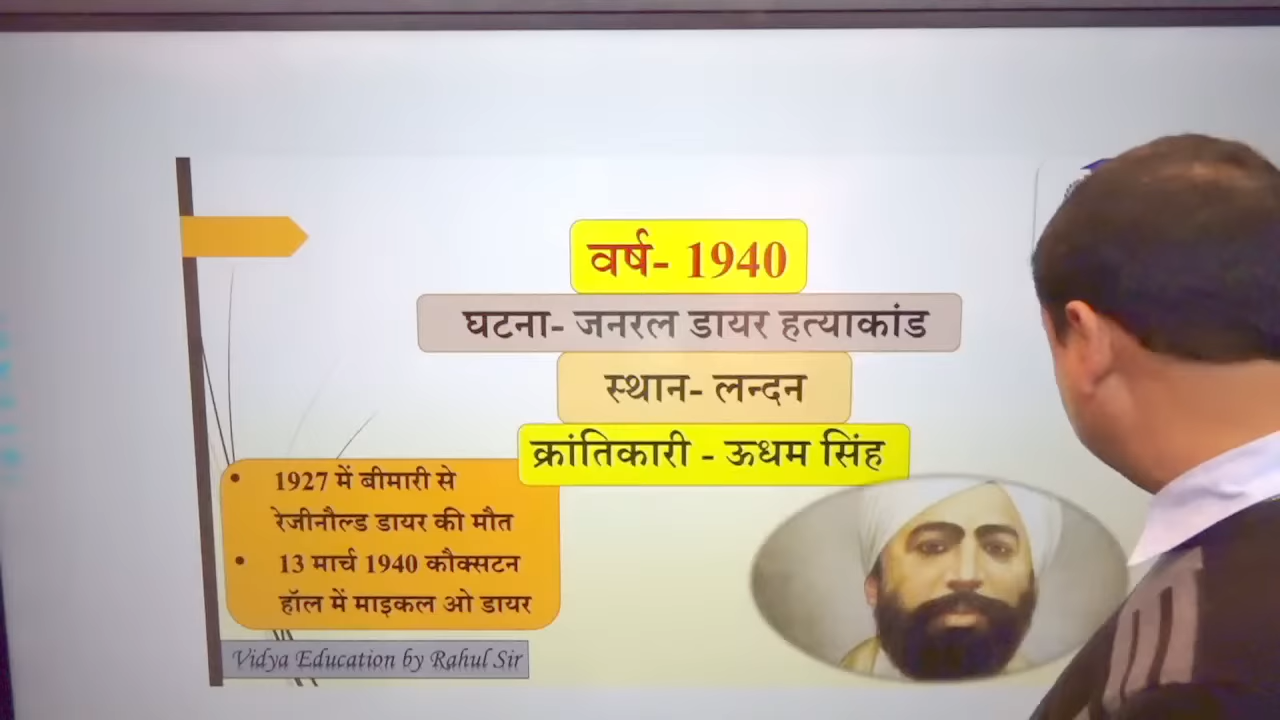 वर्ष- 1940
घटना- जनरल डायर हत्याकांड
स्थान- लन्दन
क्रांतिकारी - ऊधम सिंह
• 1927 में बीमारी से
रेजीनौल्ड डायर की मौत
• 13 मार्च 1940 कौक्सटन
हॉल में माइकल ओ डायर
Vidya Education by Rahul Sir